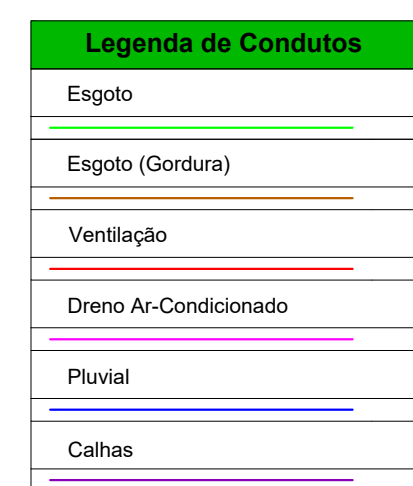 Legenda de Condutos
Esgoto
Esgoto (Gordura)
Ventilação
Dreno Ar-Condicionado
Pluvial
Calhas